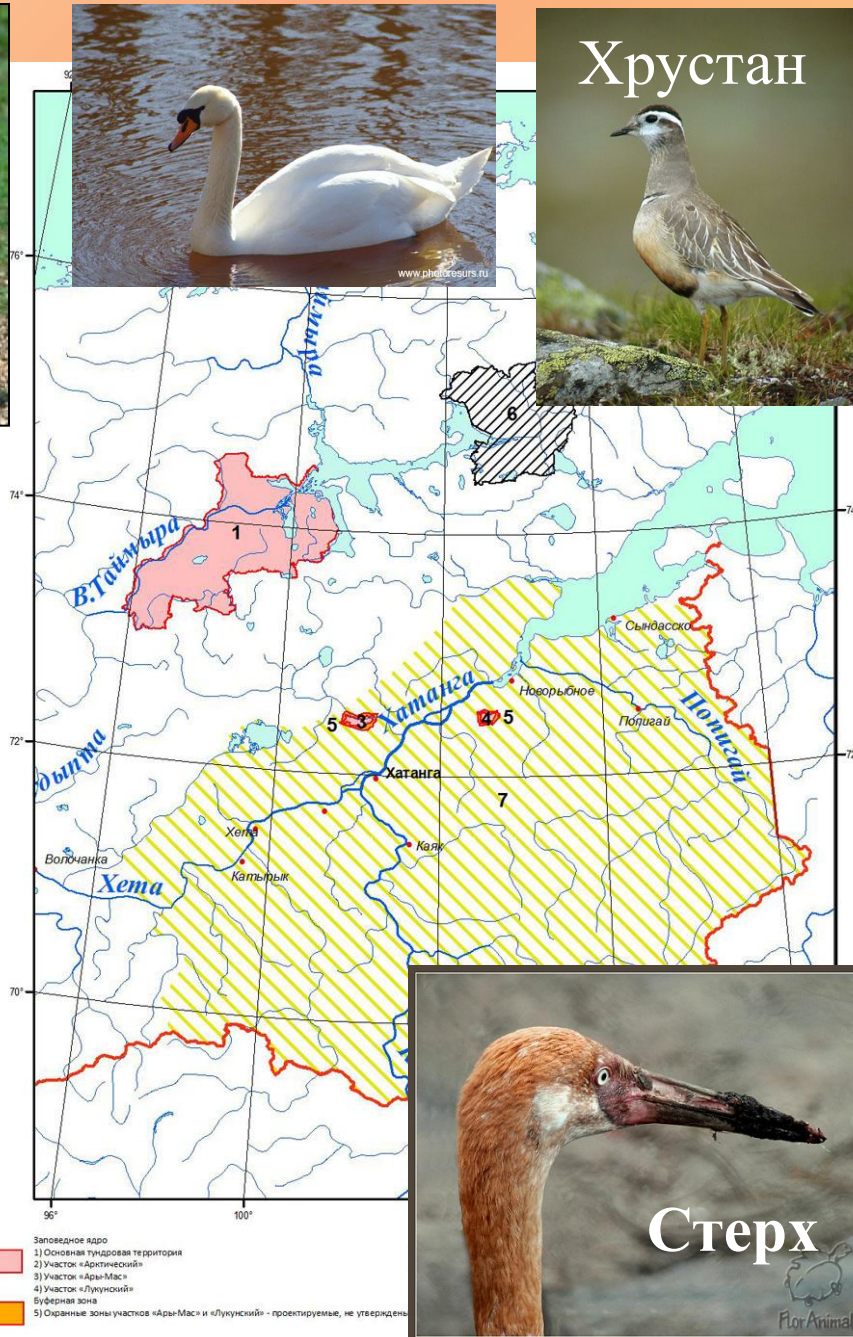 Хрустан
www.photoresurs.ru
76°
6
74°
1
В.Таймыра
Сындасско
Хатанга
Новорыбное
5
3
4
5
Попигай
Попигай
72°
Хатанга
7
Хета
Каяк
Волочанка
Катырык
Хета
70°
96°
100°
Стерх
Заповедное ядро
1) Основная тундровая территория
2) Участок «Арктический»
3) Участок «Ары-Мас»
4) Участок «Лукунский»
Буферная зона
5) Охранные зоны участков «Ары-Мас» и «Лукунский» - проектируемые, не утверждены
FlorAnimal